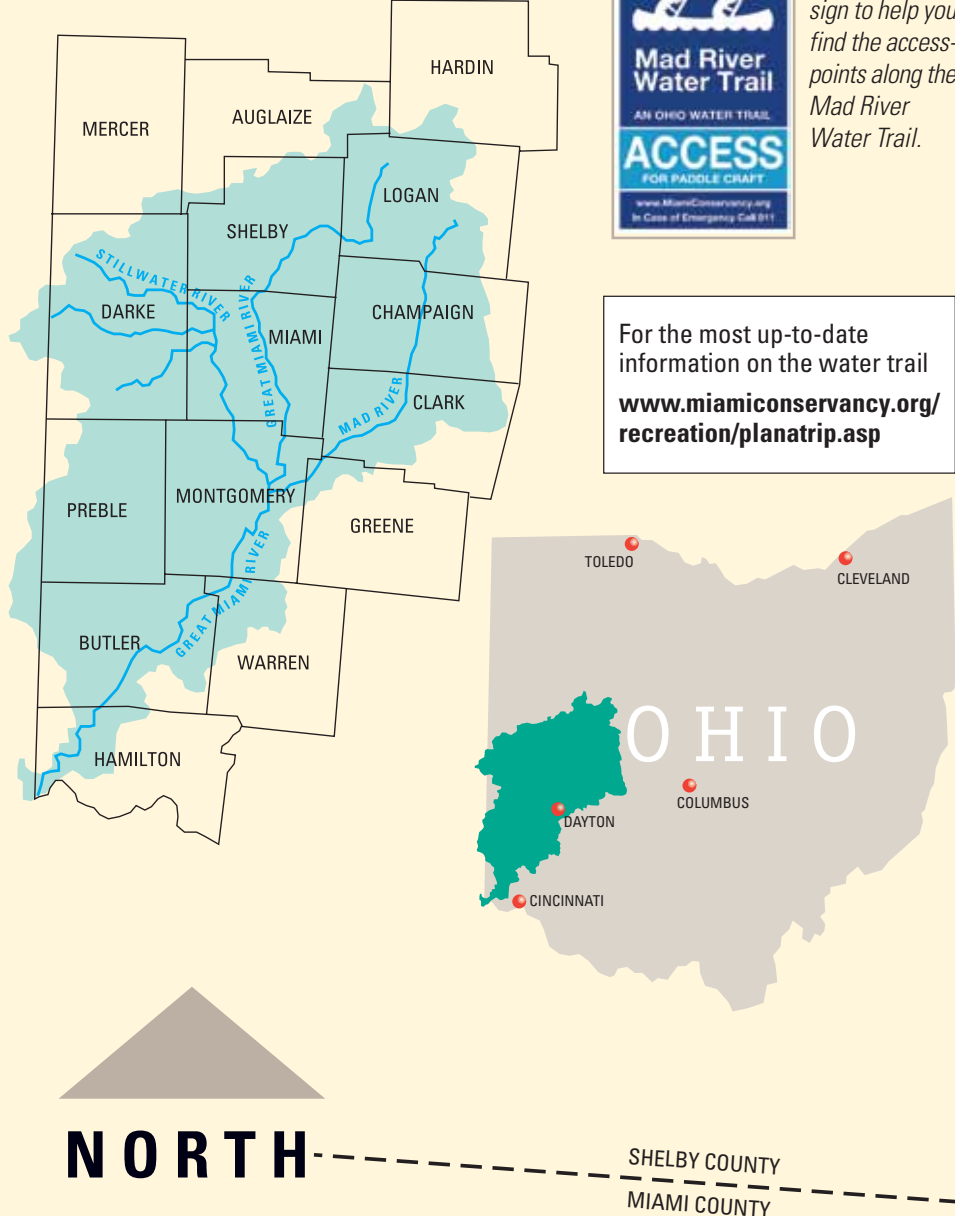 sign to help you
find the access-
points along the
Mad River
Water Trail.
Mad River
Water Trail
AN OHIO WATER TRAIL
ACCESS
FOR PADDLE CRAFT
www.MiamiConservancy.org
In Case of Emergency Call 911
HARDIN
MERCER
AUGLAIZE
LOGAN
SHELBY
STILLWATER RIVER
DARKE
GREAT MIAMI RIVER
MIAMI
CHAMPAIGN
MAD RIVER
CLARK
PREBLE
MONTGOMERY
GREENE
GREAT MIAMI RIVER
BUTLER
WARREN
HAMILTON
For the most up-to-date
information on the water trail
www.miamiconservancy.org/
recreation/planatrip.asp
TOLEDO
CLEVELAND
OHIO
COLUMBUS
DAYTON
CINCINNATI
NORTH
SHELBY COUNTY
MIAMI COUNTY